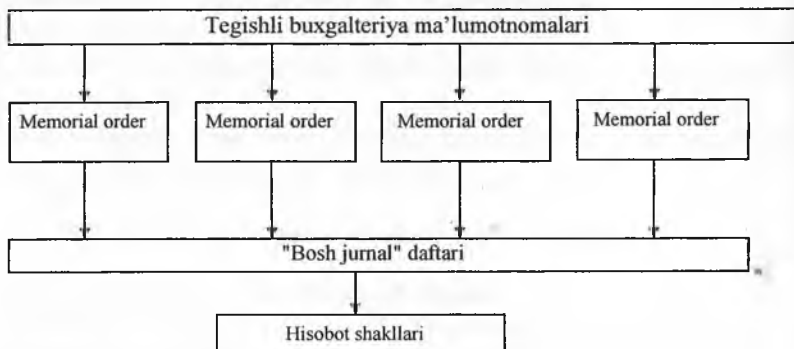 Tegishli buxgalteriya ma'lumotnomalari
Memorial order
Memorial order
Memorial order
Memorial order
"Bosh jurnal" daftari
Hisobot shakllari